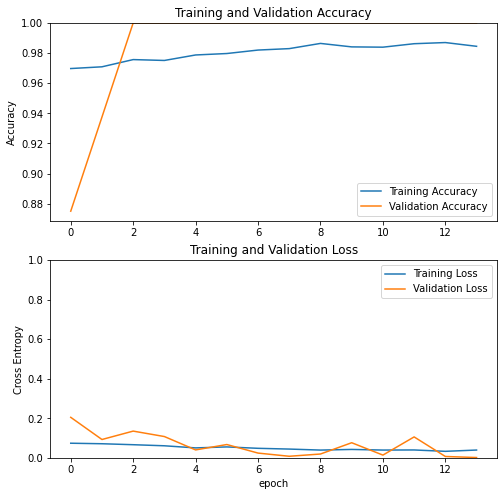 Training and Validation Accuracy
1.00
0.98
0.96
0.94
0.92
0.90
0.88
Accuracy
Training Accuracy
Validation Accuracy
0 2 4 6 8 10 12
Training and Validation Loss
1.0
0.8
0.6
0.4
0.2
0.0
Cross Entropy
Training Loss
Validation Loss
0 2 4 6 8 10 12
epoch